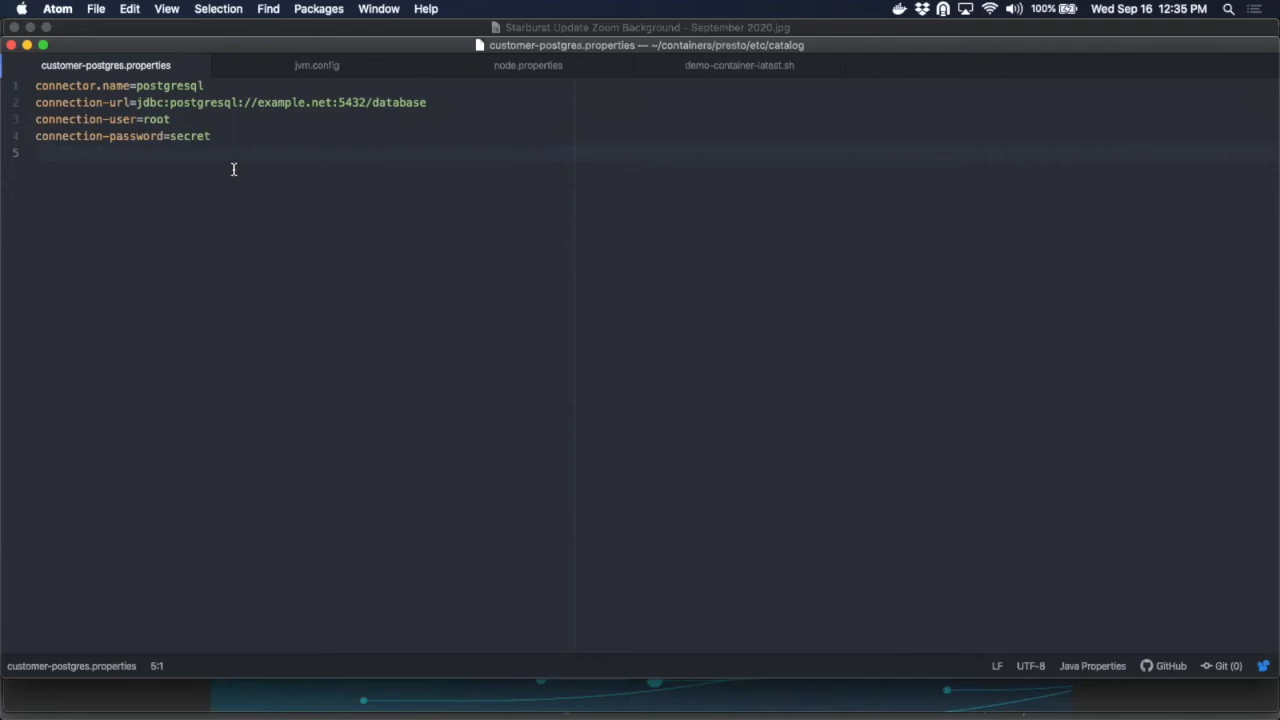 Atom File Edit View Selection Find Packages Window Help 100% Wed Sep 16 12:35 PM
Starburst Update Zoom Background - September 2020.jpg
customer-postgres.properties — ~/containers/presto/etc/catalog
customer-postgres.properties jvm.config node.properties demo-container-latest.sh
1 connector.name=postgresql
2 connection-url=jdbc:postgresql://example.net:5432/database
3 connection-user=root
4 connection-password=secret
5
customer-postgres.properties 5:1 LF UTF-8 Java Properties GitHub Git (0)